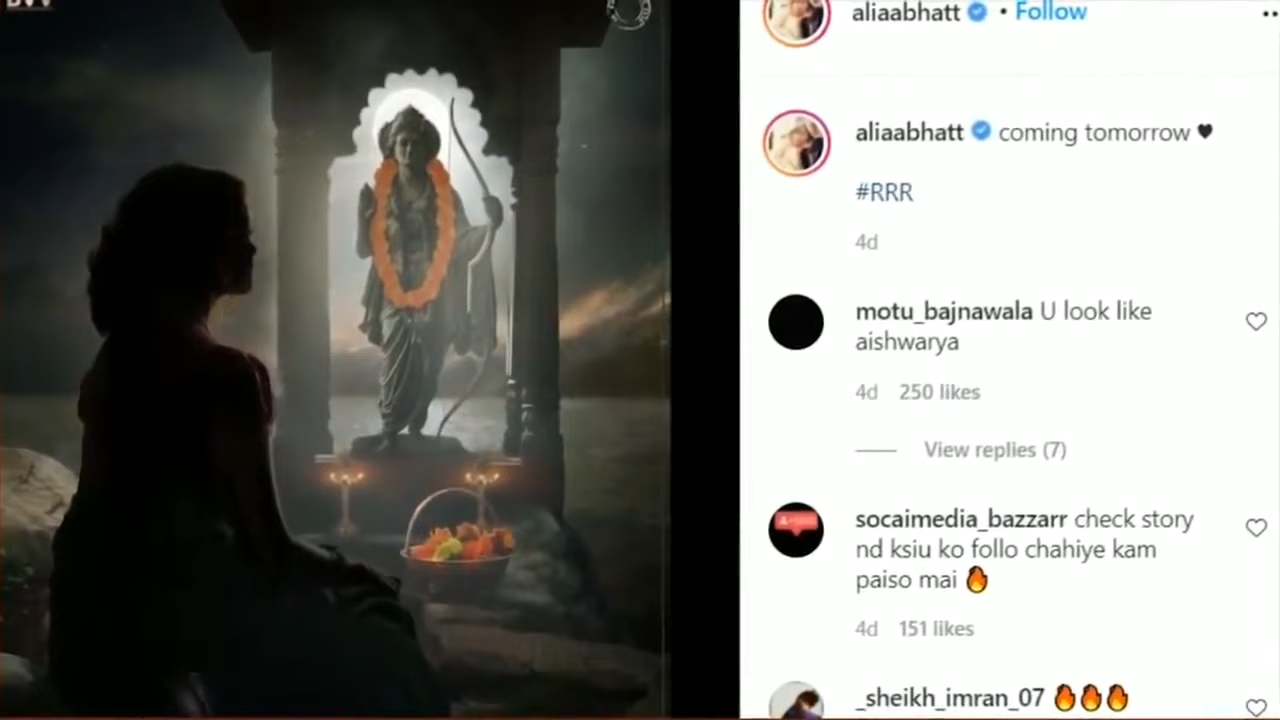 DVV
aliaabhatt • Follow
aliaabhatt coming tomorrow 🖤
#RRR
4d
motu_bajnawala U look like
aishwarya
4d 250 likes
View replies (7)
socaimedia_bazzarr check story
nd ksiu ko follo chahiye kam
paiso mai 🔥
4d 151 likes
_sheikh_imran_07 🔥🔥🔥